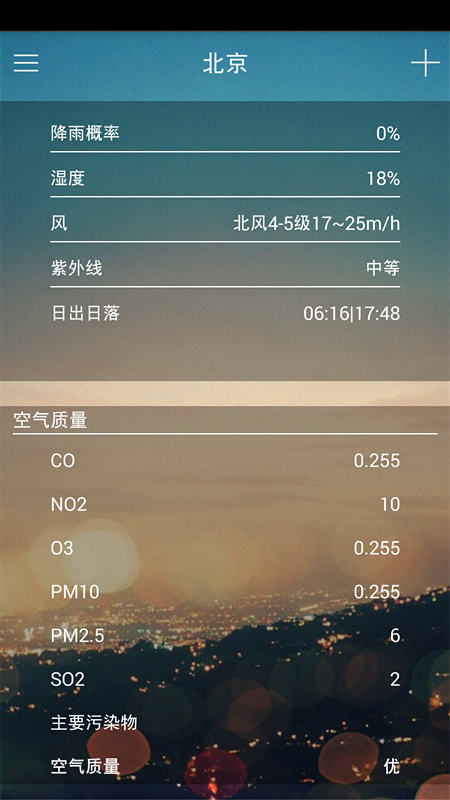 北京
降雨概率 0%
湿度 18%
风 北风4-5级17~25m/h
紫外线 中等
日出日落 06:16|17:48
空气质量
CO 0.255
NO2 10
O3 0.255
PM10 0.255
PM2.5 6
SO2 2
主要污染物
空气质量 优